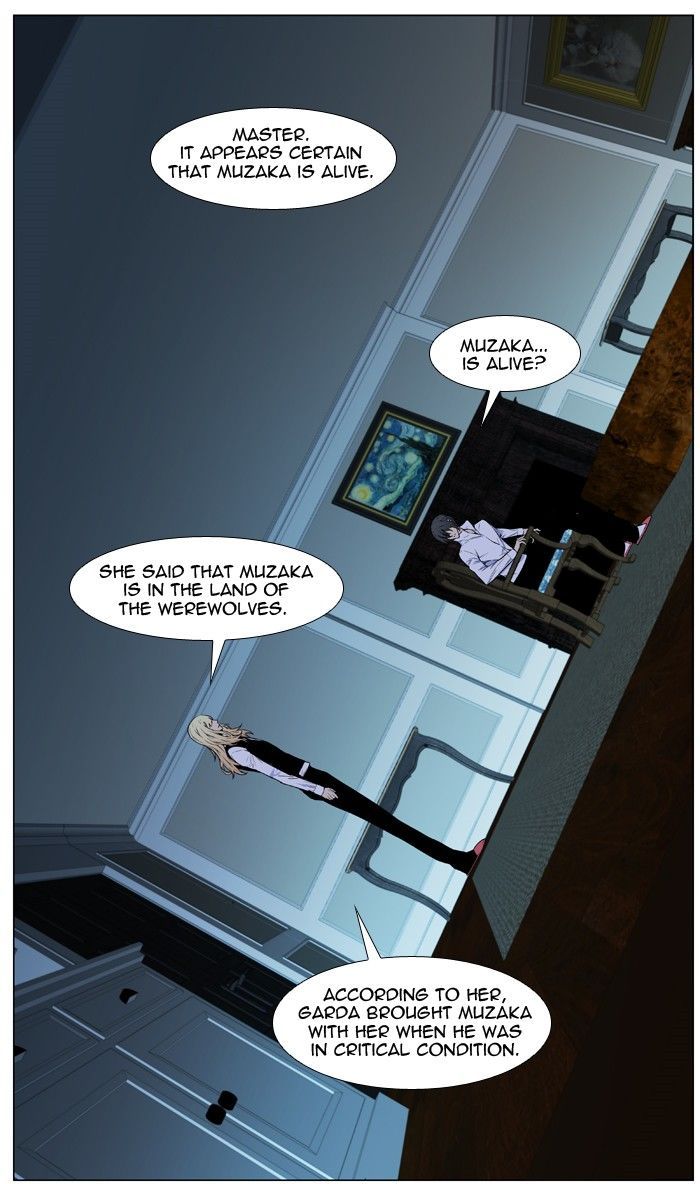 MASTER.
IT APPEARS CERTAIN
THAT MUZAKA IS ALIVE.
MUZAKA...
IS ALIVE?
SHE SAID THAT MUZAKA
IS IN THE LAND OF
THE WEREWOLVES.
ACCORDING TO HER,
GARDA BROUGHT MUZAKA
WITH HER WHEN HE WAS
IN CRITICAL CONDITION.